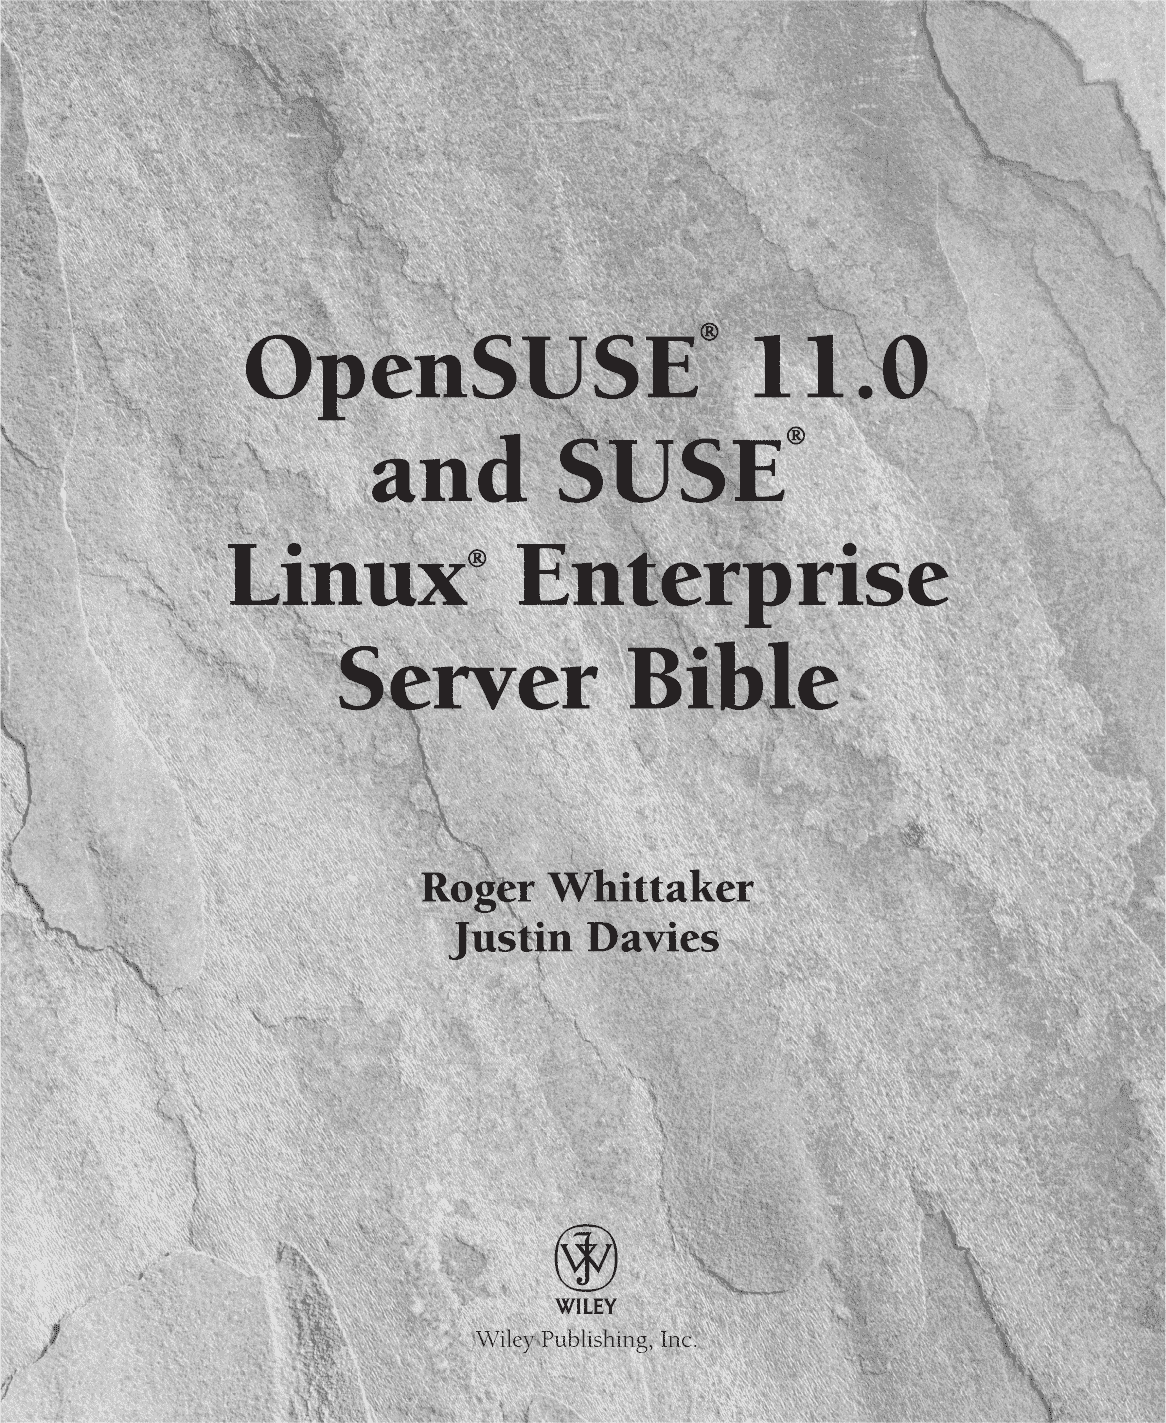 OpenSUSE® 11.0
and SUSE®
Linux® Enterprise
Server Bible
Roger Whittaker
Justin Davies
WILEY
Wiley Publishing, Inc.